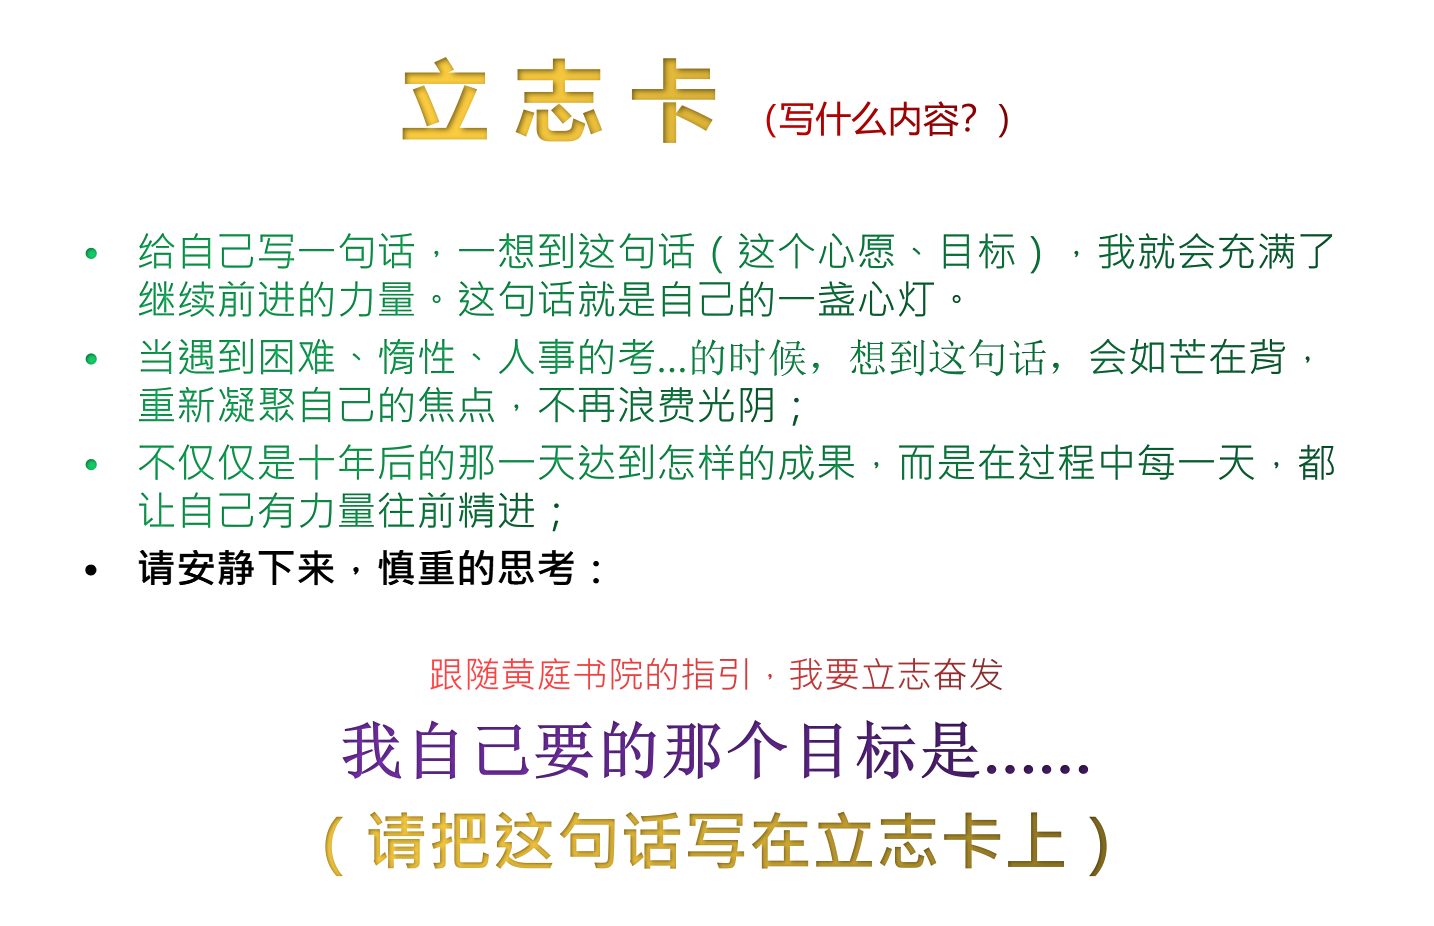 立志卡 (写什么内容？)
• 给自己写一句话，一想到这句话（这个心愿、目标），我就会充满了
继续前进的力量。这句话就是自己的一盏心灯。
• 当遇到困难、惰性、人事的考...的时候，想到这句话，会如芒在背，
重新凝聚自己的焦点，不再浪费光阴；
• 不仅仅是十年后的那一天达到怎样的成果，而是在过程中每一天，都
让自己有力量往前精进；
• 请安静下来，慎重的思考：
跟随黄庭书院的指引，我要立志奋发
我自己要的那个目标是......
（请把这句话写在立志卡上）